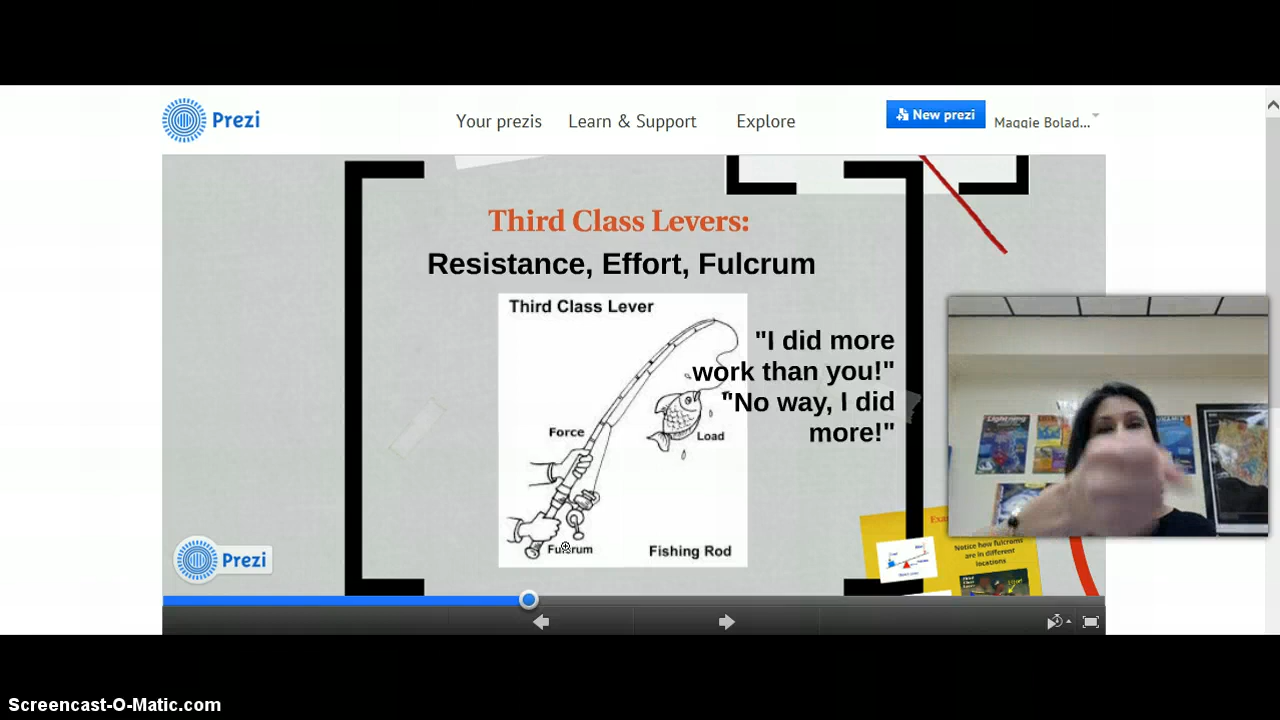 Prezi
Your prezis
Learn & Support
Explore
New prezi
Maggie Bolad...
Third Class Levers:
Resistance, Effort, Fulcrum
Third Class Lever
"I did more
work than you!"
"No way, I did
more!"
Force
Load
Fulcrum
Fishing Rod
Lightning
Notice how fulcrums
are in different
locations
Prezi
Screencast-O-Matic.com